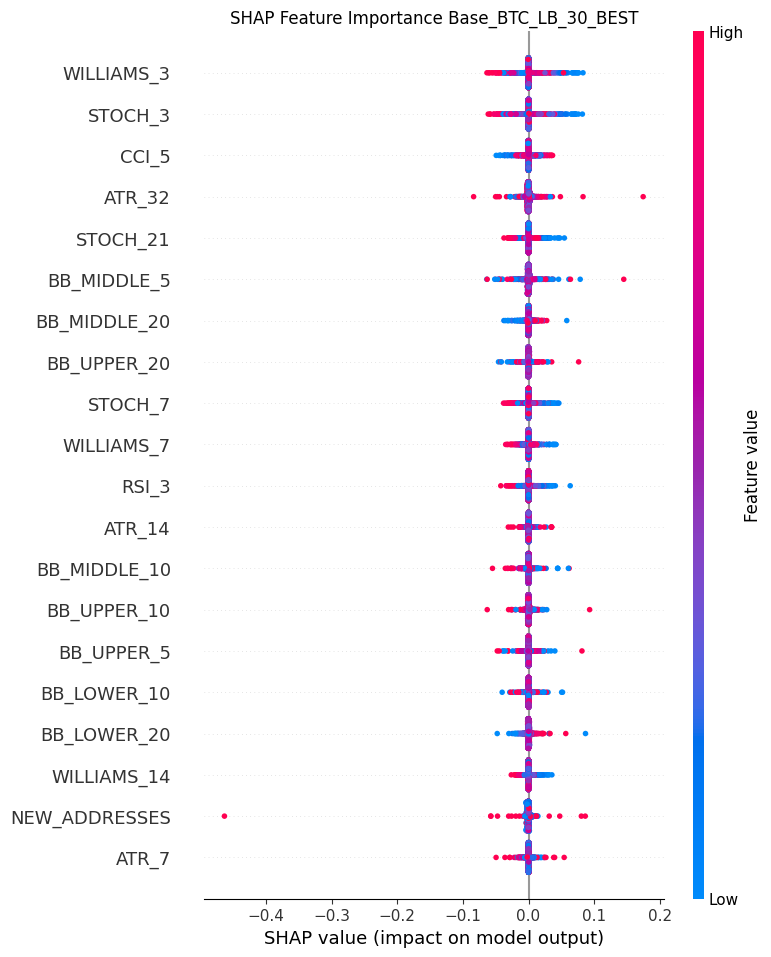 SHAP Feature Importance Base_BTC_LB_30_BEST
High
WILLIAMS_3
STOCH_3
CCI_5
ATR_32
STOCH_21
BB_MIDDLE_5
BB_MIDDLE_20
BB_UPPER_20
STOCH_7
WILLIAMS_7
RSI_3
ATR_14
BB_MIDDLE_10
BB_UPPER_10
BB_UPPER_5
BB_LOWER_10
BB_LOWER_20
WILLIAMS_14
NEW_ADDRESSES
ATR_7
Feature value
Low
−0.4 −0.3 −0.2 −0.1 0.0 0.1 0.2
SHAP value (impact on model output)